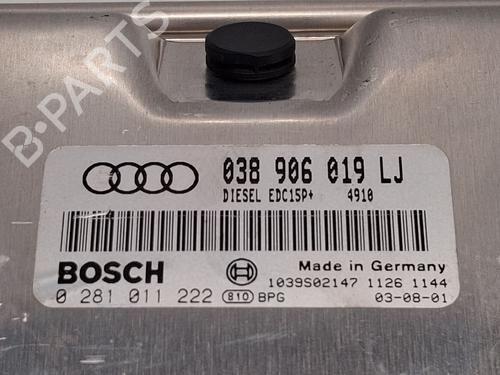 B-PARTS
038 906 019 LJ
DIESEL EDC15P+ 4910
BOSCH
Made in Germany
1039S02147 1126 1144
0 281 011 222 810 BPG 03-08-01